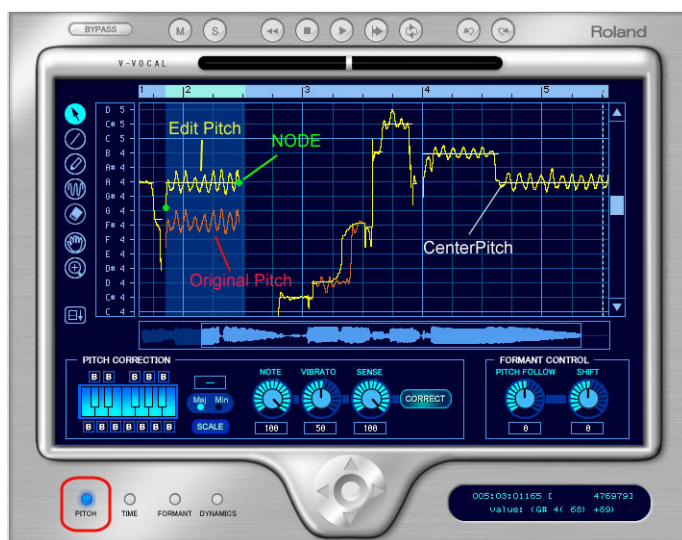 BYPASS M S Roland
V-VOCAL
1 2 3 4 5
D 5
C# 5
C 5
B 4
A# 4
A 4
G# 4
G 4
F# 4
F 4
E 4
D# 4
D 4
C# 4
C 4
Edit Pitch
NODE
Original Pitch
CenterPitch
PITCH CORRECTION
B B B B B
B B B B B B B
Maj Min
SCALE
NOTE VIBRATO SENSE
CORRECT
100 50 100
FORMANT CONTROL
PITCH FOLLOW SHIFT
0 0
PITCH TIME FORMANT DYNAMICS
005:03:01165 [ 476979]
value: (G# 4( 68) +89)